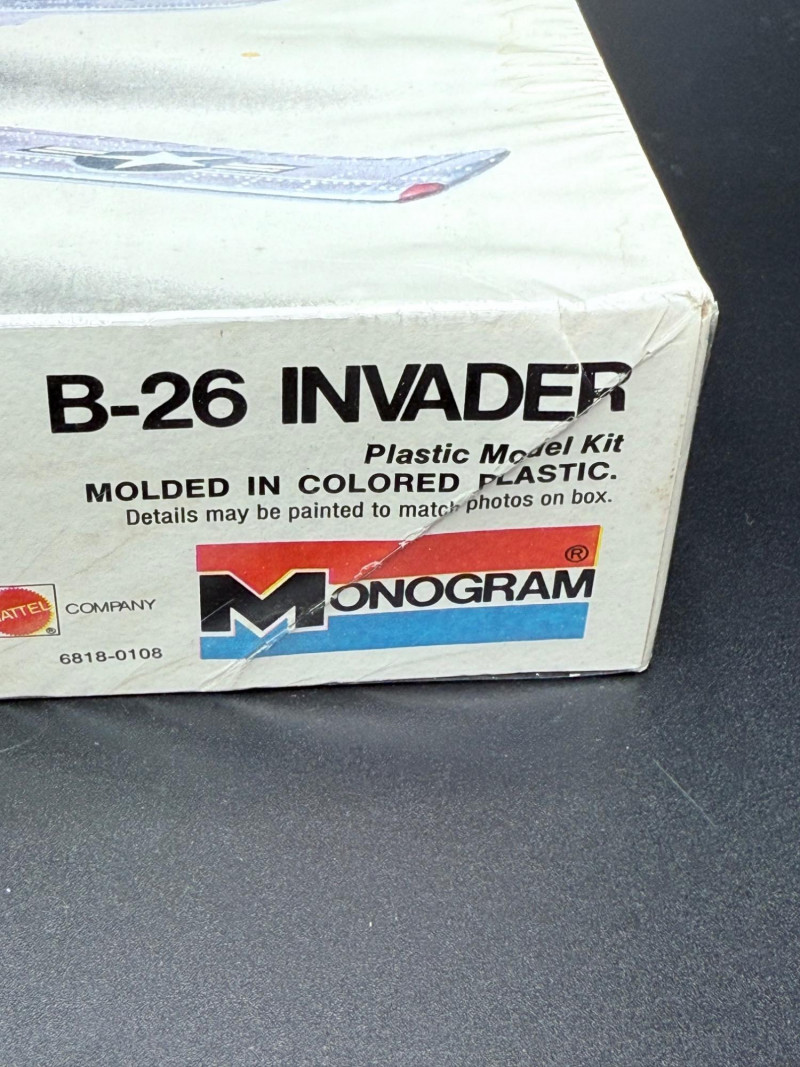 B-26 INVADER
Plastic Model Kit
MOLDED IN COLORED PLASTIC.
Details may be painted to match photos on box.
MONOGRAM ®
MATTEL ® COMPANY
6818-0108